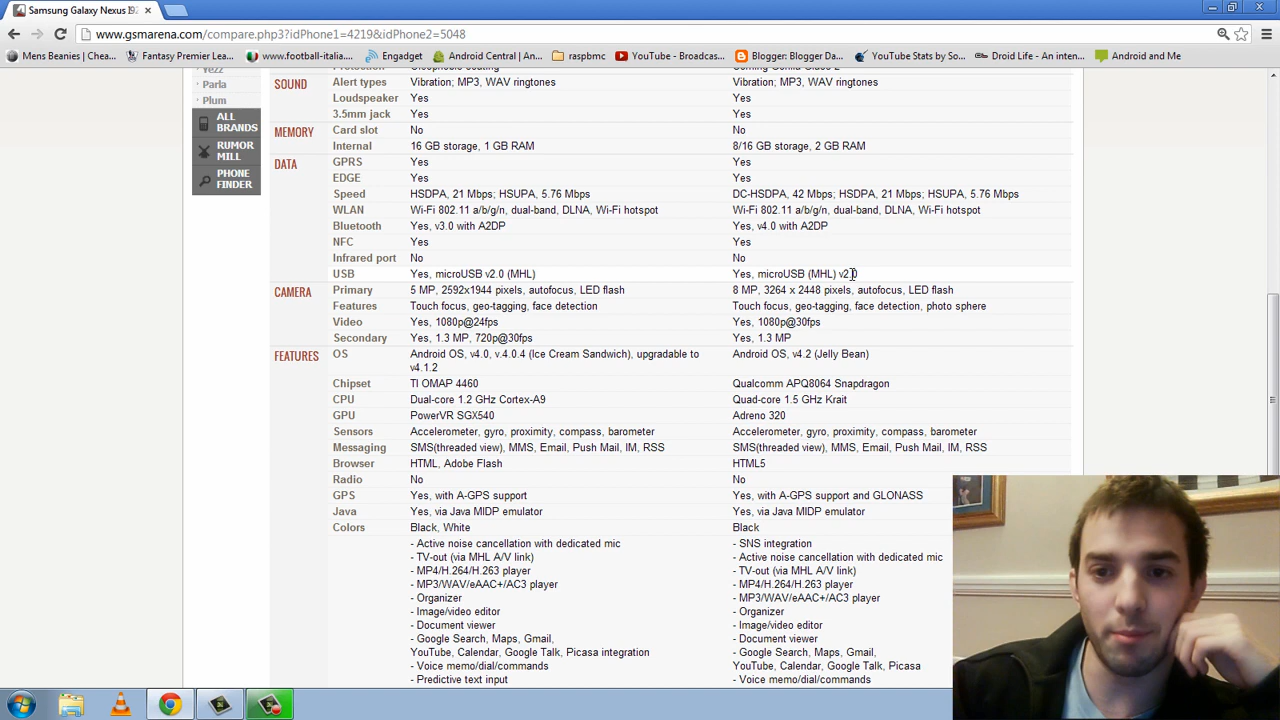 Samsung Galaxy Nexus I92
www.gsmarena.com/compare.php3?idPhone1=4219&idPhone2=5048
Mens Beanies | Chea... Fantasy Premier Lea... www.football-italia.... Engadget Android Central | An... raspbmc YouTube - Broadcas... Blogger: Blogger Da... YouTube Stats by So... Droid Life - An inten... Android and Me
Yezz
Parla
Plum
ALL BRANDS
RUMOR MILL
PHONE FINDER
SOUND Alert types Vibration; MP3, WAV ringtones Vibration; MP3, WAV ringtones
Loudspeaker Yes Yes
3.5mm jack Yes Yes
MEMORY Card slot No No
Internal 16 GB storage, 1 GB RAM 8/16 GB storage, 2 GB RAM
DATA GPRS Yes Yes
EDGE Yes Yes
Speed HSDPA, 21 Mbps; HSUPA, 5.76 Mbps DC-HSDPA, 42 Mbps; HSDPA, 21 Mbps; HSUPA, 5.76 Mbps
WLAN Wi-Fi 802.11 a/b/g/n, dual-band, DLNA, Wi-Fi hotspot Wi-Fi 802.11 a/b/g/n, dual-band, DLNA, Wi-Fi hotspot
Bluetooth Yes, v3.0 with A2DP Yes, v4.0 with A2DP
NFC Yes Yes
Infrared port No No
USB Yes, microUSB v2.0 (MHL) Yes, microUSB (MHL) v2.0
CAMERA Primary 5 MP, 2592x1944 pixels, autofocus, LED flash 8 MP, 3264 x 2448 pixels, autofocus, LED flash
Features Touch focus, geo-tagging, face detection Touch focus, geo-tagging, face detection, photo sphere
Video Yes, 1080p@24fps Yes, 1080p@30fps
Secondary Yes, 1.3 MP, 720p@30fps Yes, 1.3 MP
FEATURES OS Android OS, v4.0, v.4.0.4 (Ice Cream Sandwich), upgradable to Android OS, v4.2 (Jelly Bean)
v4.1.2
Chipset TI OMAP 4460 Qualcomm APQ8064 Snapdragon
CPU Dual-core 1.2 GHz Cortex-A9 Quad-core 1.5 GHz Krait
GPU PowerVR SGX540 Adreno 320
Sensors Accelerometer, gyro, proximity, compass, barometer Accelerometer, gyro, proximity, compass, barometer
Messaging SMS(threaded view), MMS, Email, Push Mail, IM, RSS SMS(threaded view), MMS, Email, Push Mail, IM, RSS
Browser HTML, Adobe Flash HTML5
Radio No No
GPS Yes, with A-GPS support Yes, with A-GPS support and GLONASS
Java Yes, via Java MIDP emulator Yes, via Java MIDP emulator
Colors Black, White Black
- Active noise cancellation with dedicated mic - SNS integration
- TV-out (via MHL A/V link) - Active noise cancellation with dedicated mic
- MP4/H.264/H.263 player - TV-out (via MHL A/V link)
- MP3/WAV/eAAC+/AC3 player - MP4/H.264/H.263 player
- Organizer - MP3/WAV/eAAC+/AC3 player
- Image/video editor - Organizer
- Document viewer - Image/video editor
- Google Search, Maps, Gmail, - Document viewer
YouTube, Calendar, Google Talk, Picasa integration - Google Search, Maps, Gmail,
- Voice memo/dial/commands YouTube, Calendar, Google Talk, Picasa
- Predictive text input - Voice memo/dial/commands